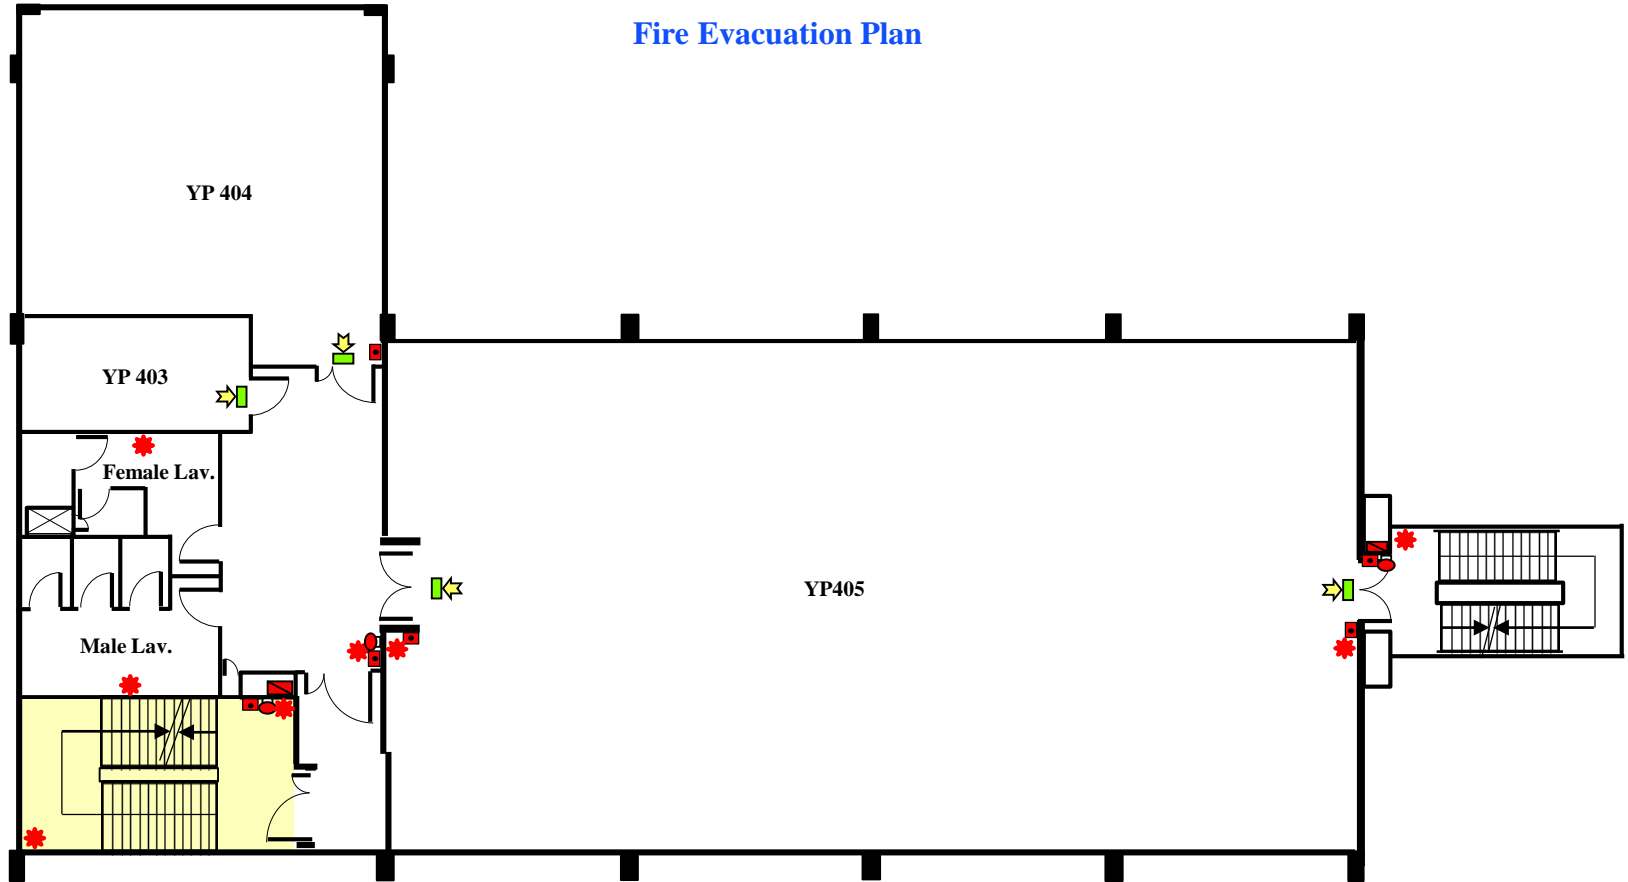 Fire Evacuation Plan
YP 404
YP 403
Female Lav.
YP405
Male Lav.